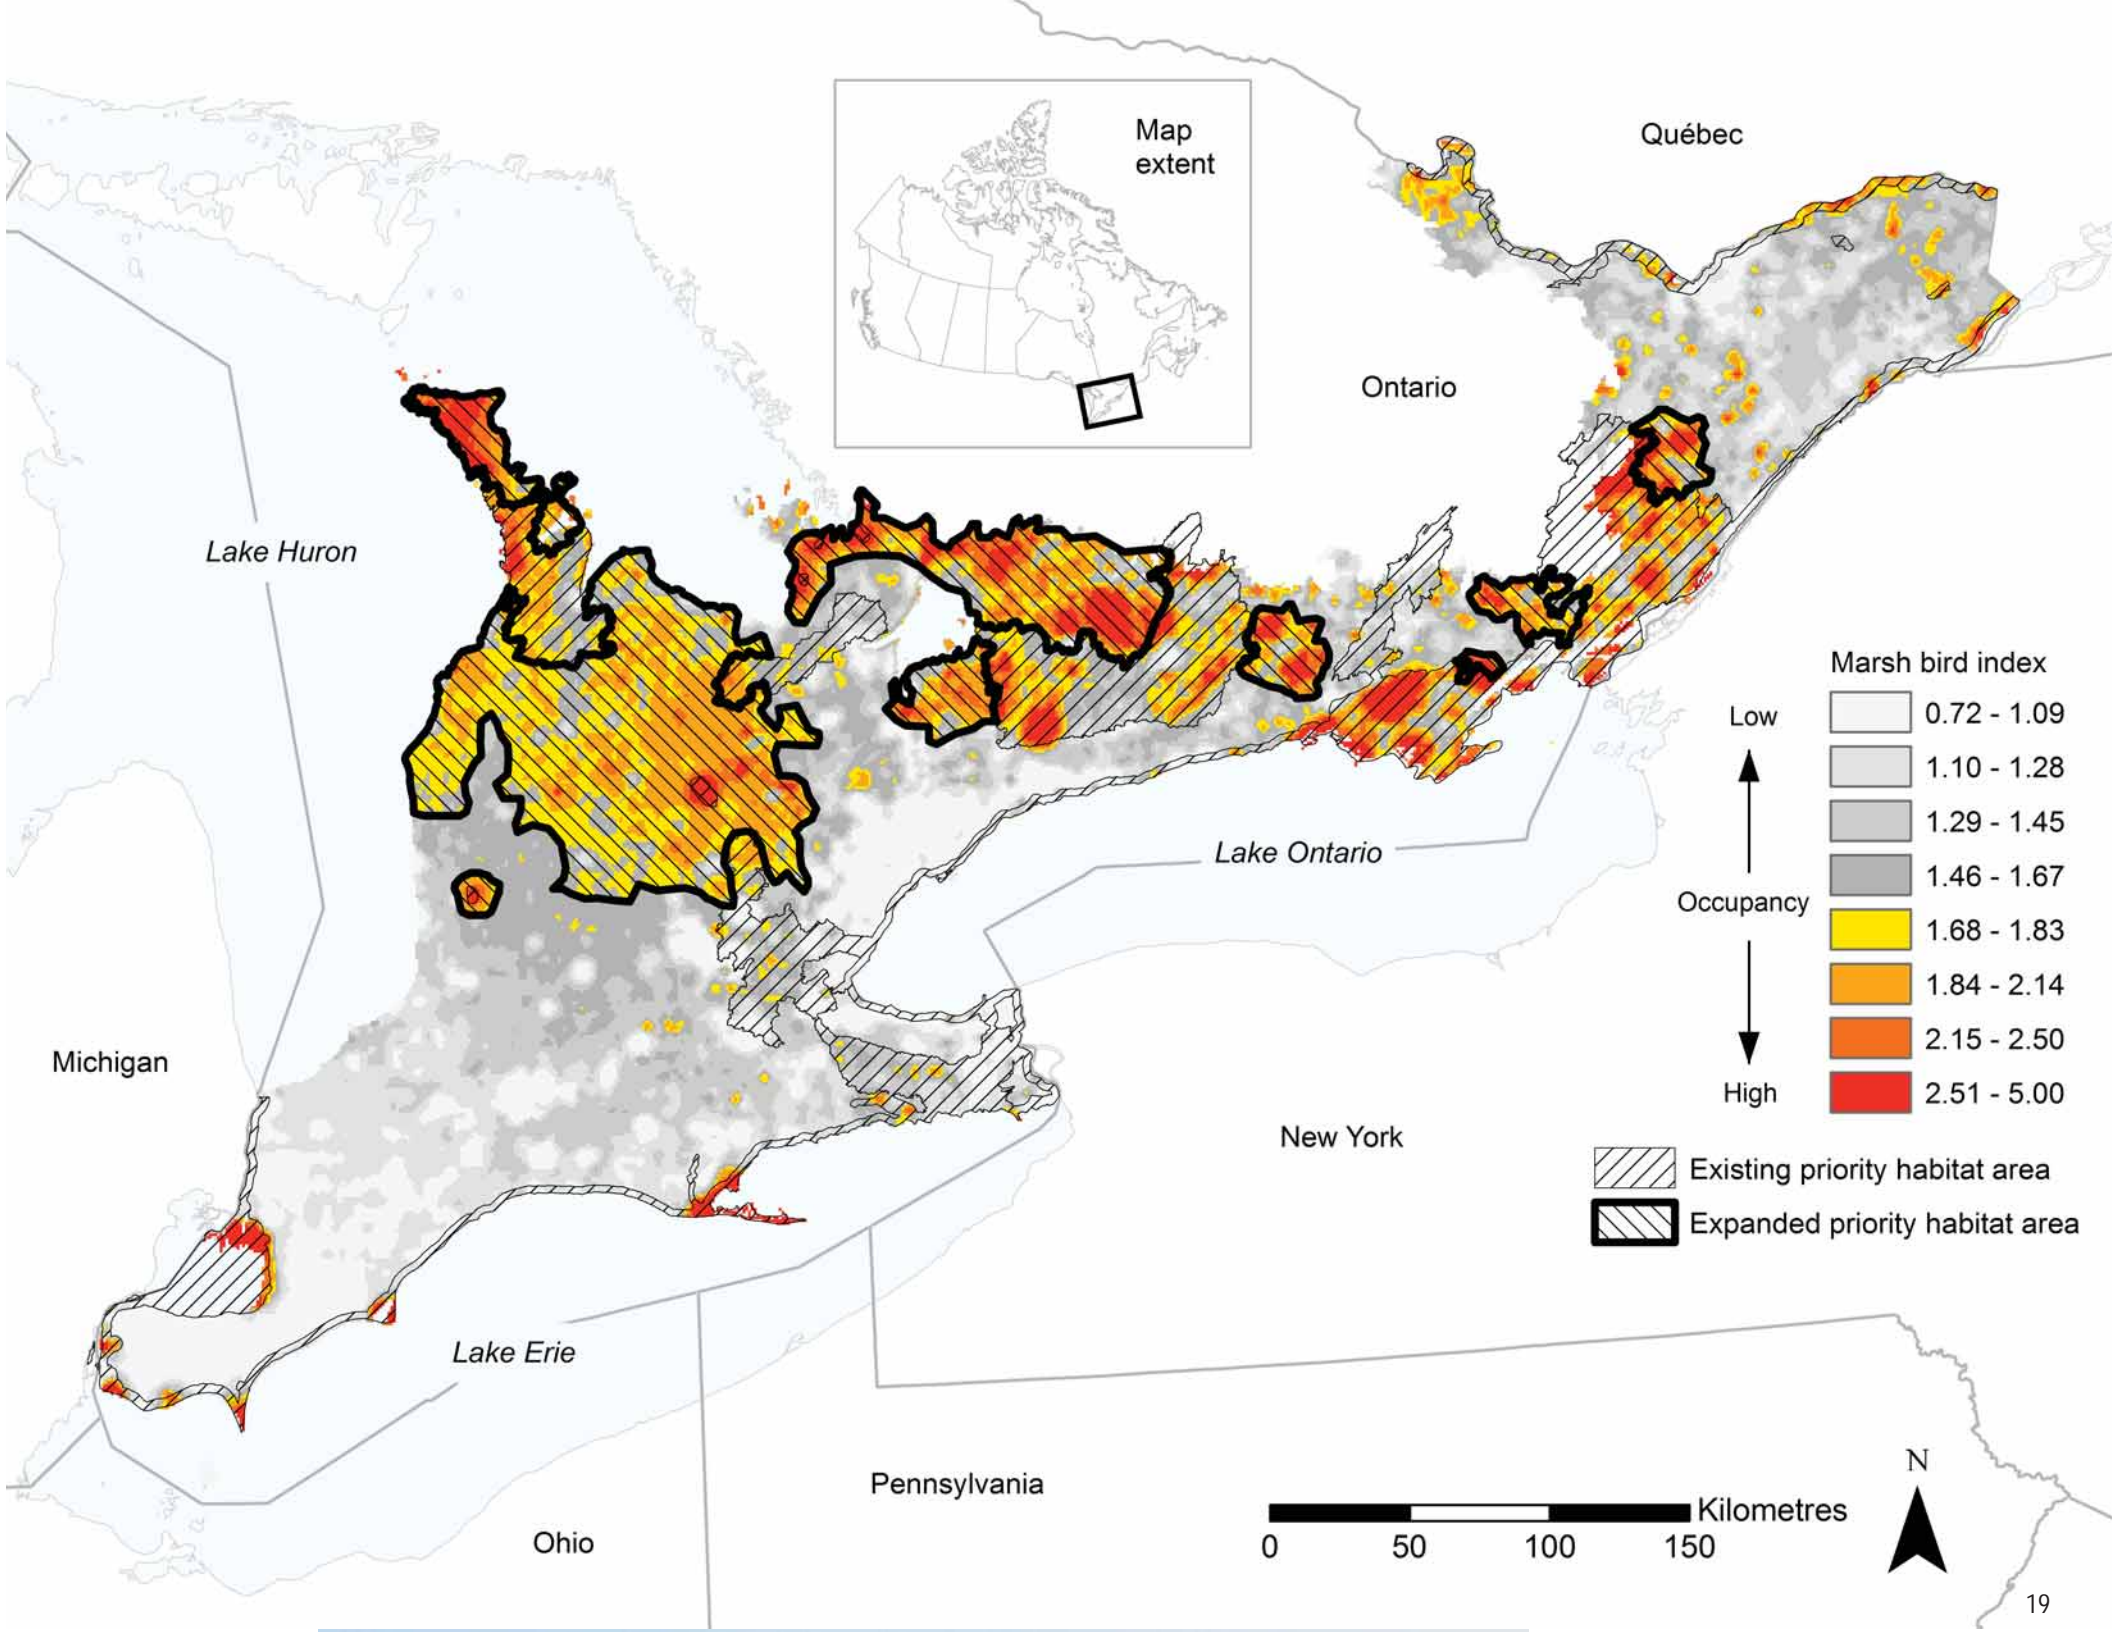 Map
extent
Québec
Ontario
Lake Huron
Marsh bird index
Low
Occupancy
High
0.72 - 1.09
1.10 - 1.28
1.29 - 1.45
1.46 - 1.67
1.68 - 1.83
1.84 - 2.14
2.15 - 2.50
2.51 - 5.00
Existing priority habitat area
Expanded priority habitat area
Lake Ontario
Michigan
New York
Lake Erie
Pennsylvania
Ohio
Kilometres
0 50 100 150
N
19